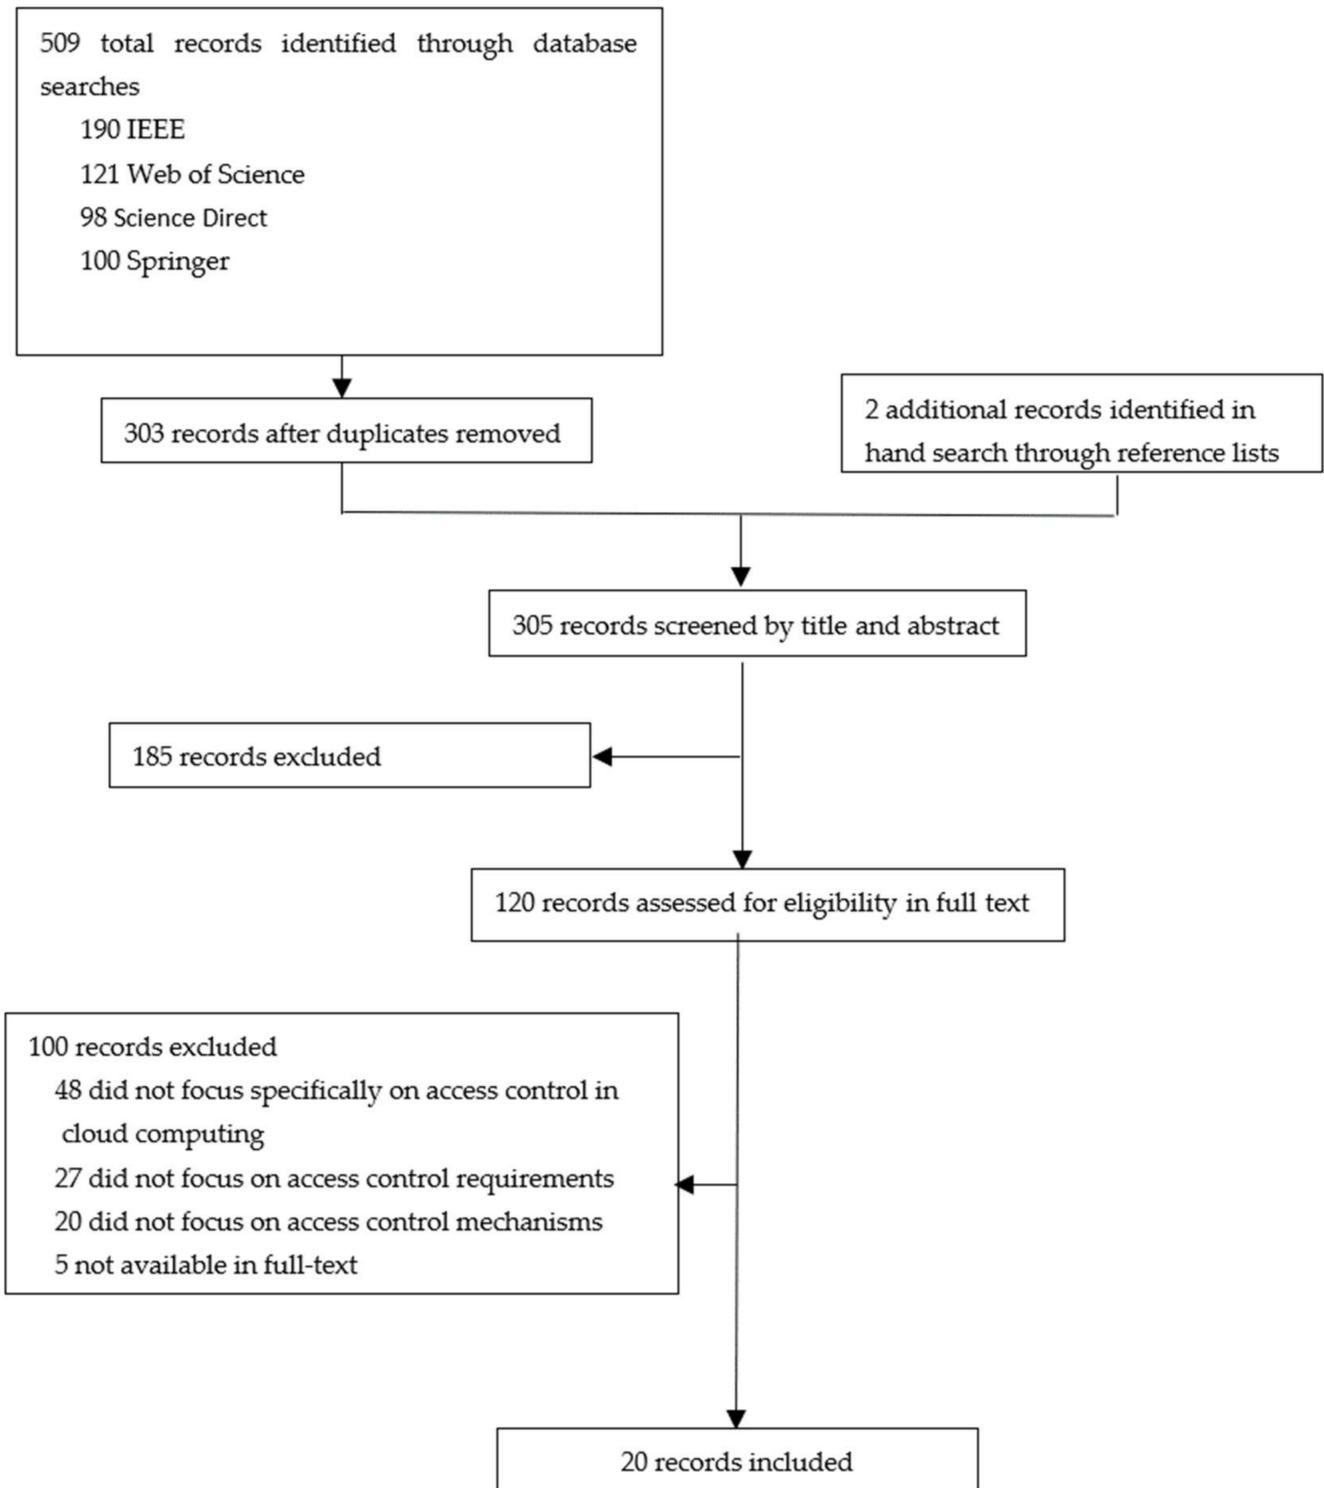 509 total records identified through database
searches
190 IEEE
121 Web of Science
98 Science Direct
100 Springer
303 records after duplicates removed
2 additional records identified in
hand search through reference lists
305 records screened by title and abstract
185 records excluded
120 records assessed for eligibility in full text
100 records excluded
48 did not focus specifically on access control in
cloud computing
27 did not focus on access control requirements
20 did not focus on access control mechanisms
5 not available in full-text
20 records included